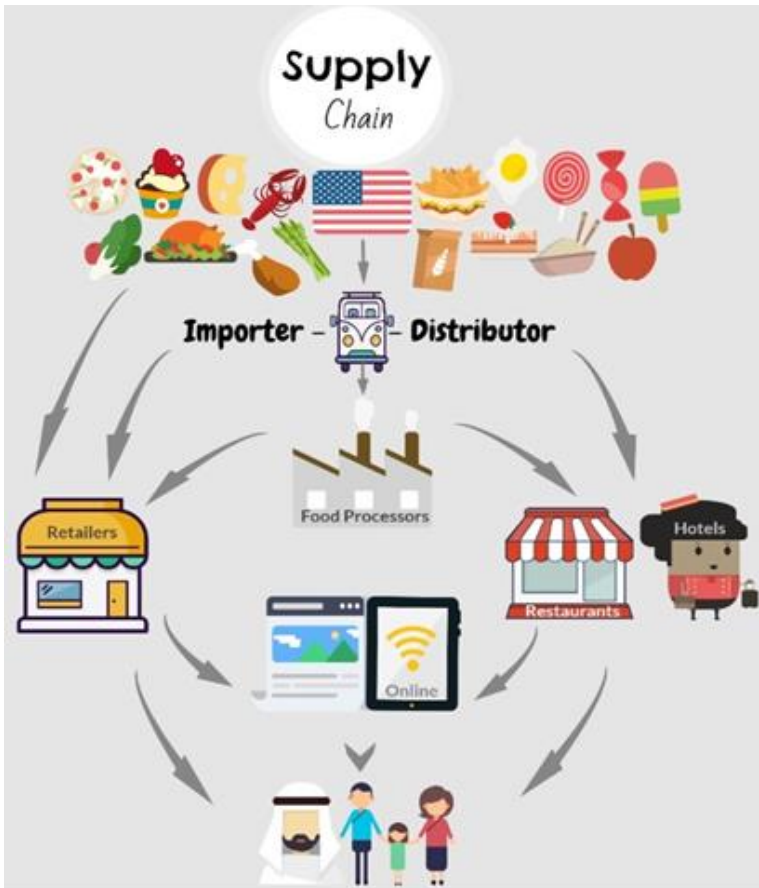 Supply
Chain
Importer - - Distributor
Food Processors
Retailers
Hotels
Restaurants
Online